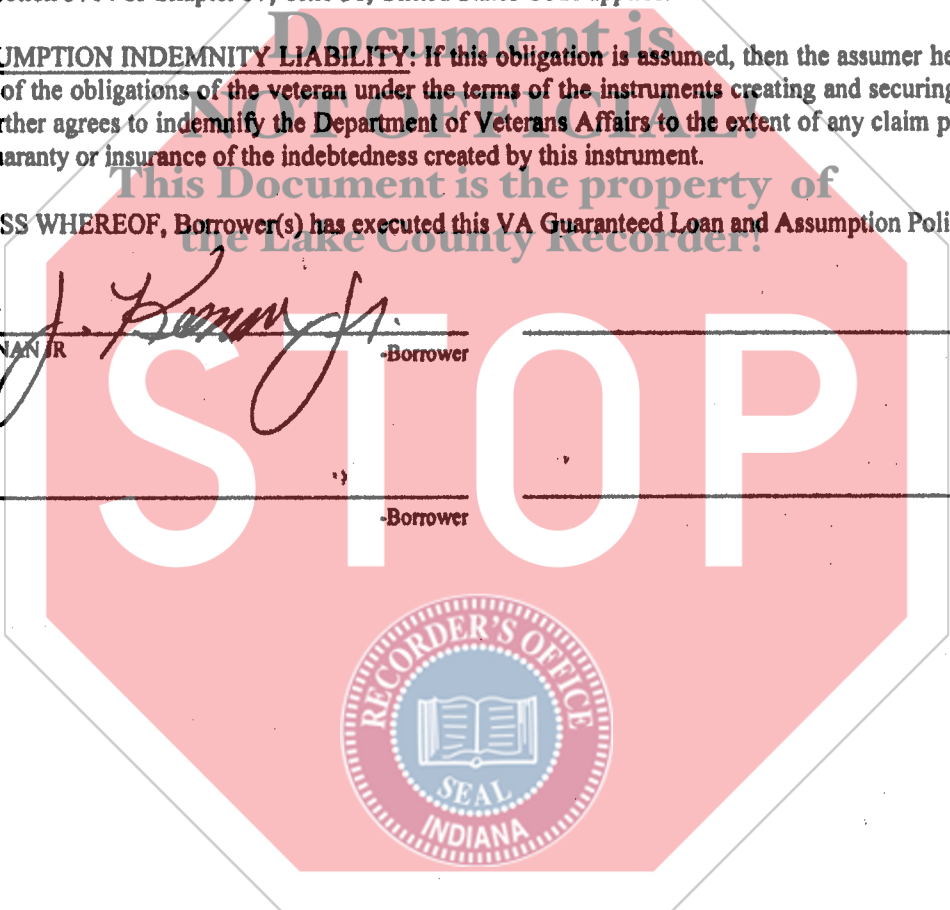 Document is
UMPTION INDEMNITY LIABILITY: If this obligation is assumed, then the assumer he
of the obligations of the veteran under the terms of the instruments creating and securing
NOT OFFICIAL!
rther agrees to indemnify the Department of Veterans Affairs to the extent of any claim p
aranty or insurance of the indebtedness created by this instrument.
This Document is the property of
SS WHEREOF, Borrower(s) has executed this VA Guaranteed Loan and Assumption Poli
the Lake County Recorder!
NAN JR
-Borrower
STOP
-Borrower
RECORDER'S OFFICE
SEAL
INDIANA